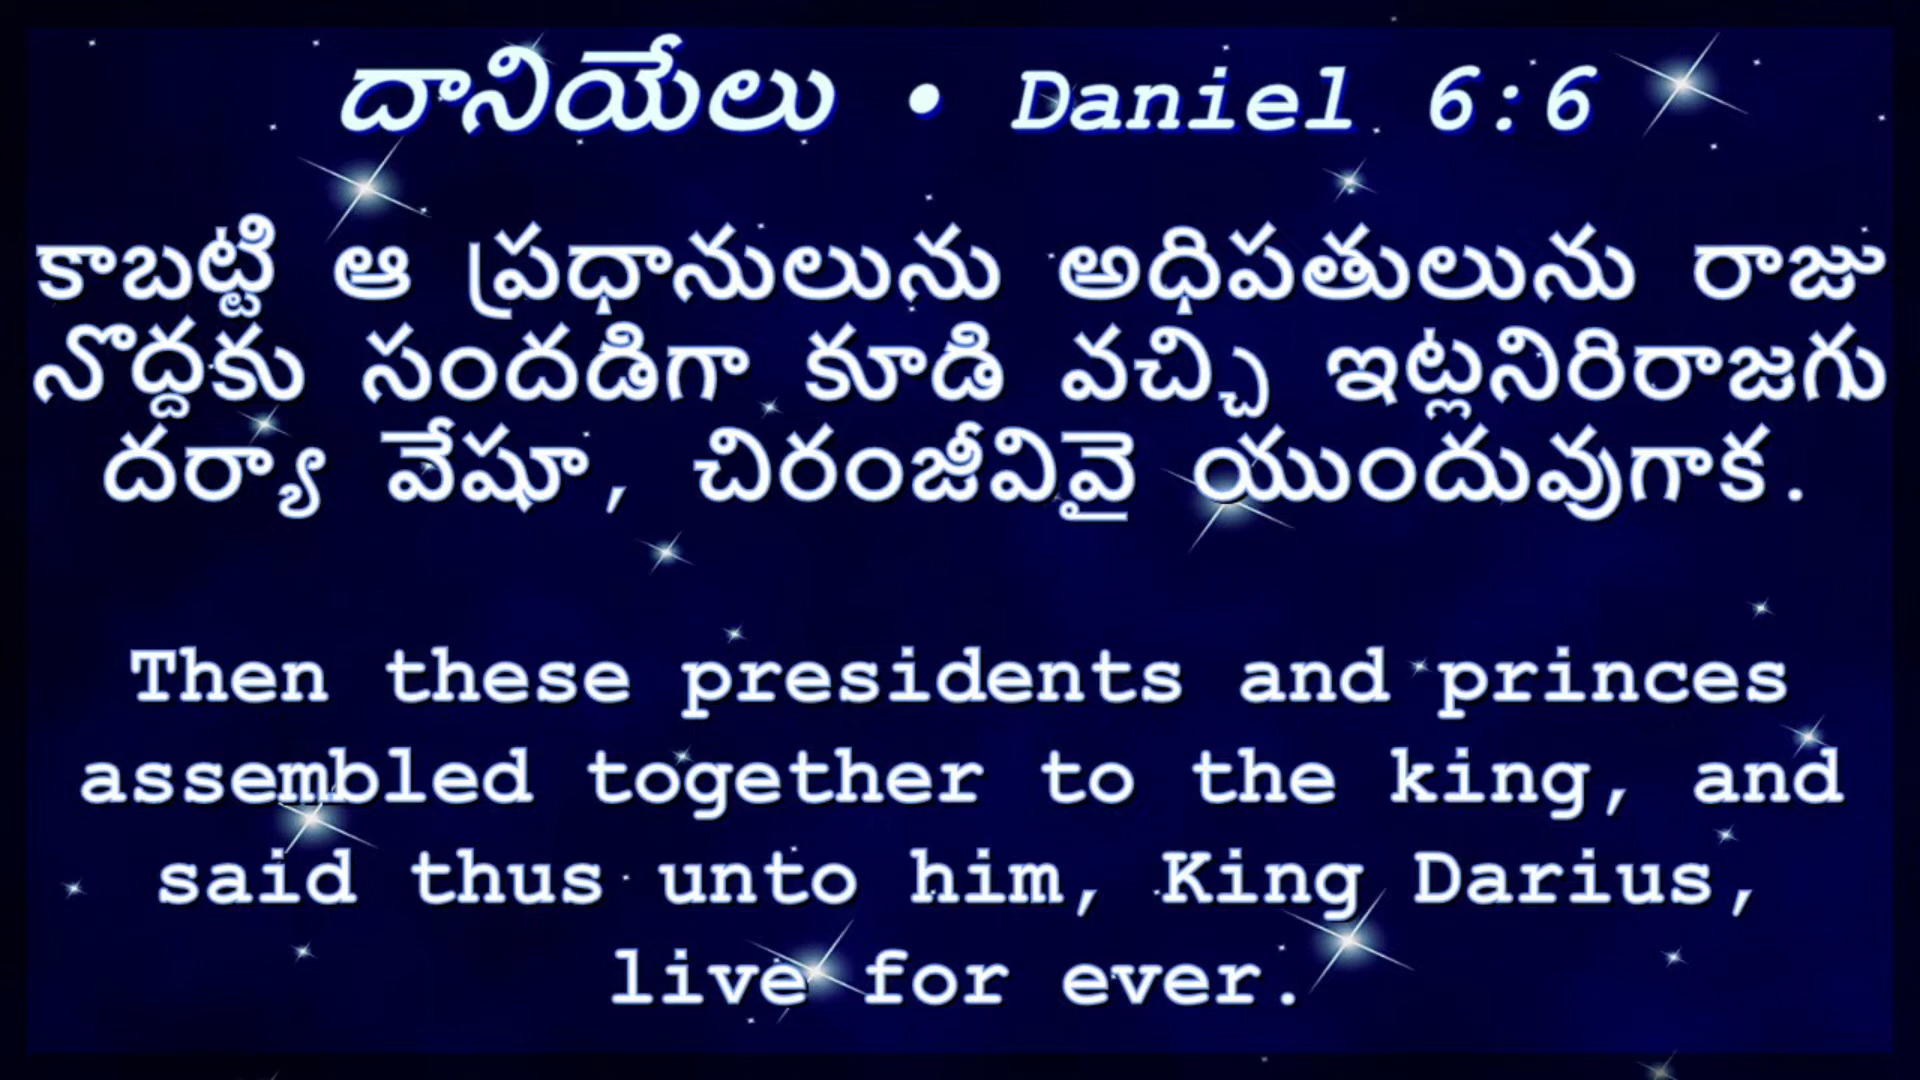 దానియేలు • Daniel 6:6
కాబట్టి ఆ ప్రధానులును అధిపతులును రాజు
నొద్దకు సందడిగా కూడి వచ్చి ఇట్లనిరిరాజగు
దర్యా వేషూ, చిరంజీవివై యుందువుగాక.
Then these presidents and princes
assembled together to the king, and
said thus unto him, King Darius,
live for ever.